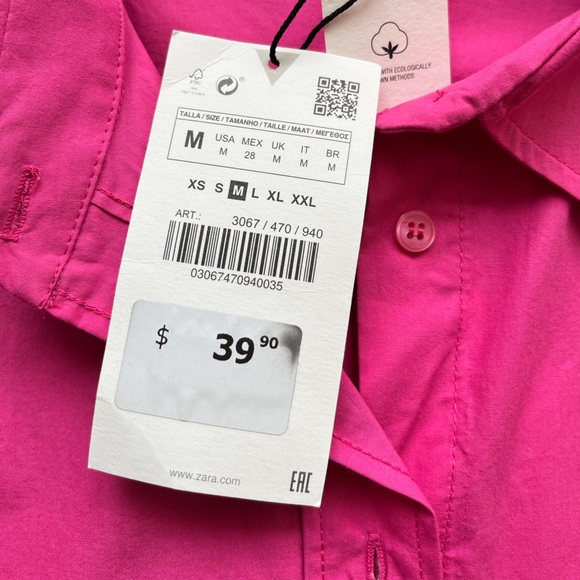 WITH ECOLOGICALLY
WN METHODS
FSC
®
TALLA / SIZE / TAMANHO / TAILLE / MAAT / ΜΕΓΕΘΟΣ
M USA MEX UK IT BR
M 28 M M M
XS S M L XL XXL
ART.: 3067 / 470 / 940
03067470940035
$ 39 90
www.zara.com
EAC